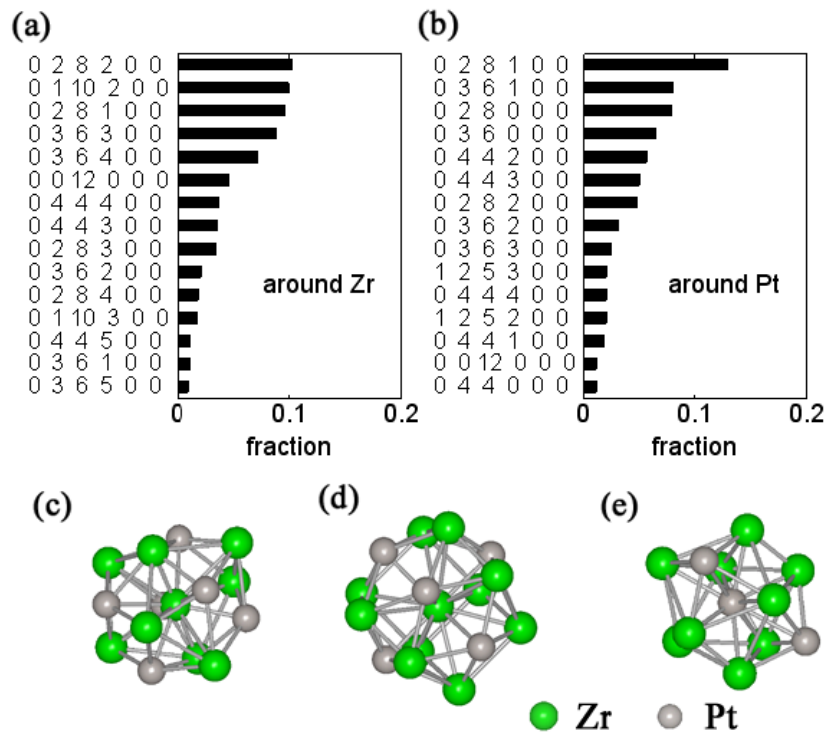 (a)
0 2 8 2 0 0
0 1 10 2 0 0
0 2 8 1 0 0
0 3 6 3 0 0
0 3 6 4 0 0
0 0 12 0 0 0
0 4 4 4 0 0
0 4 4 3 0 0
0 2 8 3 0 0
0 3 6 2 0 0
0 2 8 4 0 0
0 1 10 3 0 0
0 4 4 5 0 0
0 3 6 1 0 0
0 3 6 5 0 0
around Zr
0 0.1 0.2
fraction
(b)
0 2 8 1 0 0
0 3 6 1 0 0
0 2 8 0 0 0
0 3 6 0 0 0
0 4 4 2 0 0
0 4 4 3 0 0
0 2 8 2 0 0
0 3 6 2 0 0
0 3 6 3 0 0
1 2 5 3 0 0
0 4 4 4 0 0
1 2 5 2 0 0
0 4 4 1 0 0
0 0 12 0 0 0
0 4 4 0 0 0
around Pt
0 0.1 0.2
fraction
(c)
(d)
(e)
Zr Pt